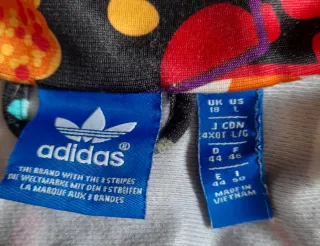 adidas®
THE BRAND WITH THE 3 STRIPES
DIE WELTMARKE MIT DEN 3 STREIFEN
LA MARQUE AUX 3 BANDES
UK US
18 L
J CDN
4XOT L/G
D F
44 46
E I
44 50
MADE IN
VIETNAM